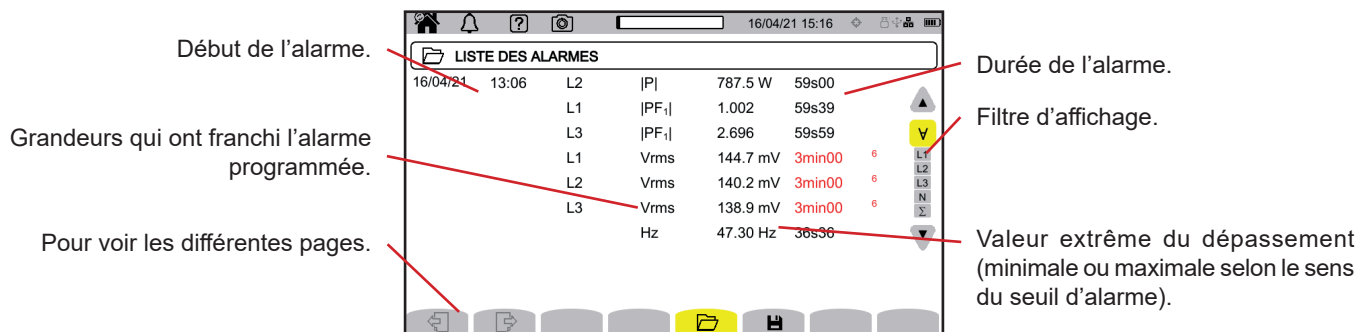 16/04/21 15:16
LISTE DES ALARMES
Début de l'alarme.
Grandeurs qui ont franchi l'alarme
programmée.
Pour voir les différentes pages.
16/04/21 13:06 L2 |P| 787.5 W 59s00
L1 |PF1| 1.002 59s39
L3 |PF1| 2.696 59s59
L1 Vrms 144.7 mV 3min00 6
L2 Vrms 140.2 mV 3min00 6
L3 Vrms 138.9 mV 3min00 6
Hz 47.30 Hz 36s36
∀
L1
L2
L3
N
Σ
Durée de l'alarme.
Filtre d'affichage.
Valeur extrême du dépassement
(minimale ou maximale selon le sens
du seuil d'alarme).